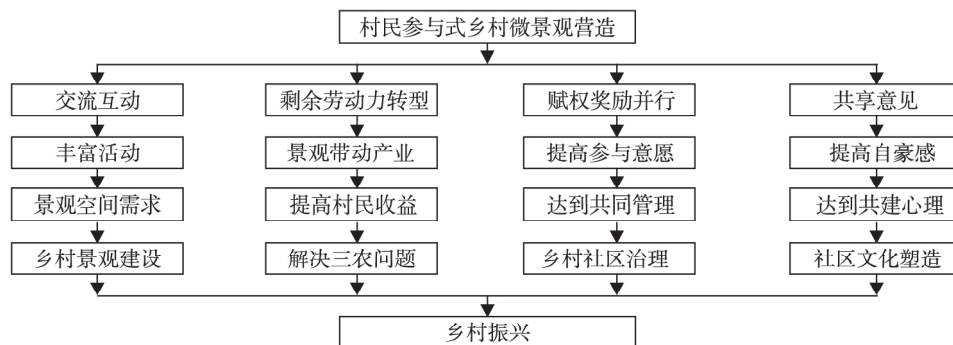 村民参与式乡村微景观营造
交流互动 剩余劳动力转型 赋权奖励并行 共享意见
丰富活动 景观带动产业 提高参与意愿 提高自豪感
景观空间需求 提高村民收益 达到共同管理 达到共建心理
乡村景观建设 解决三农问题 乡村社区治理 社区文化塑造
乡村振兴